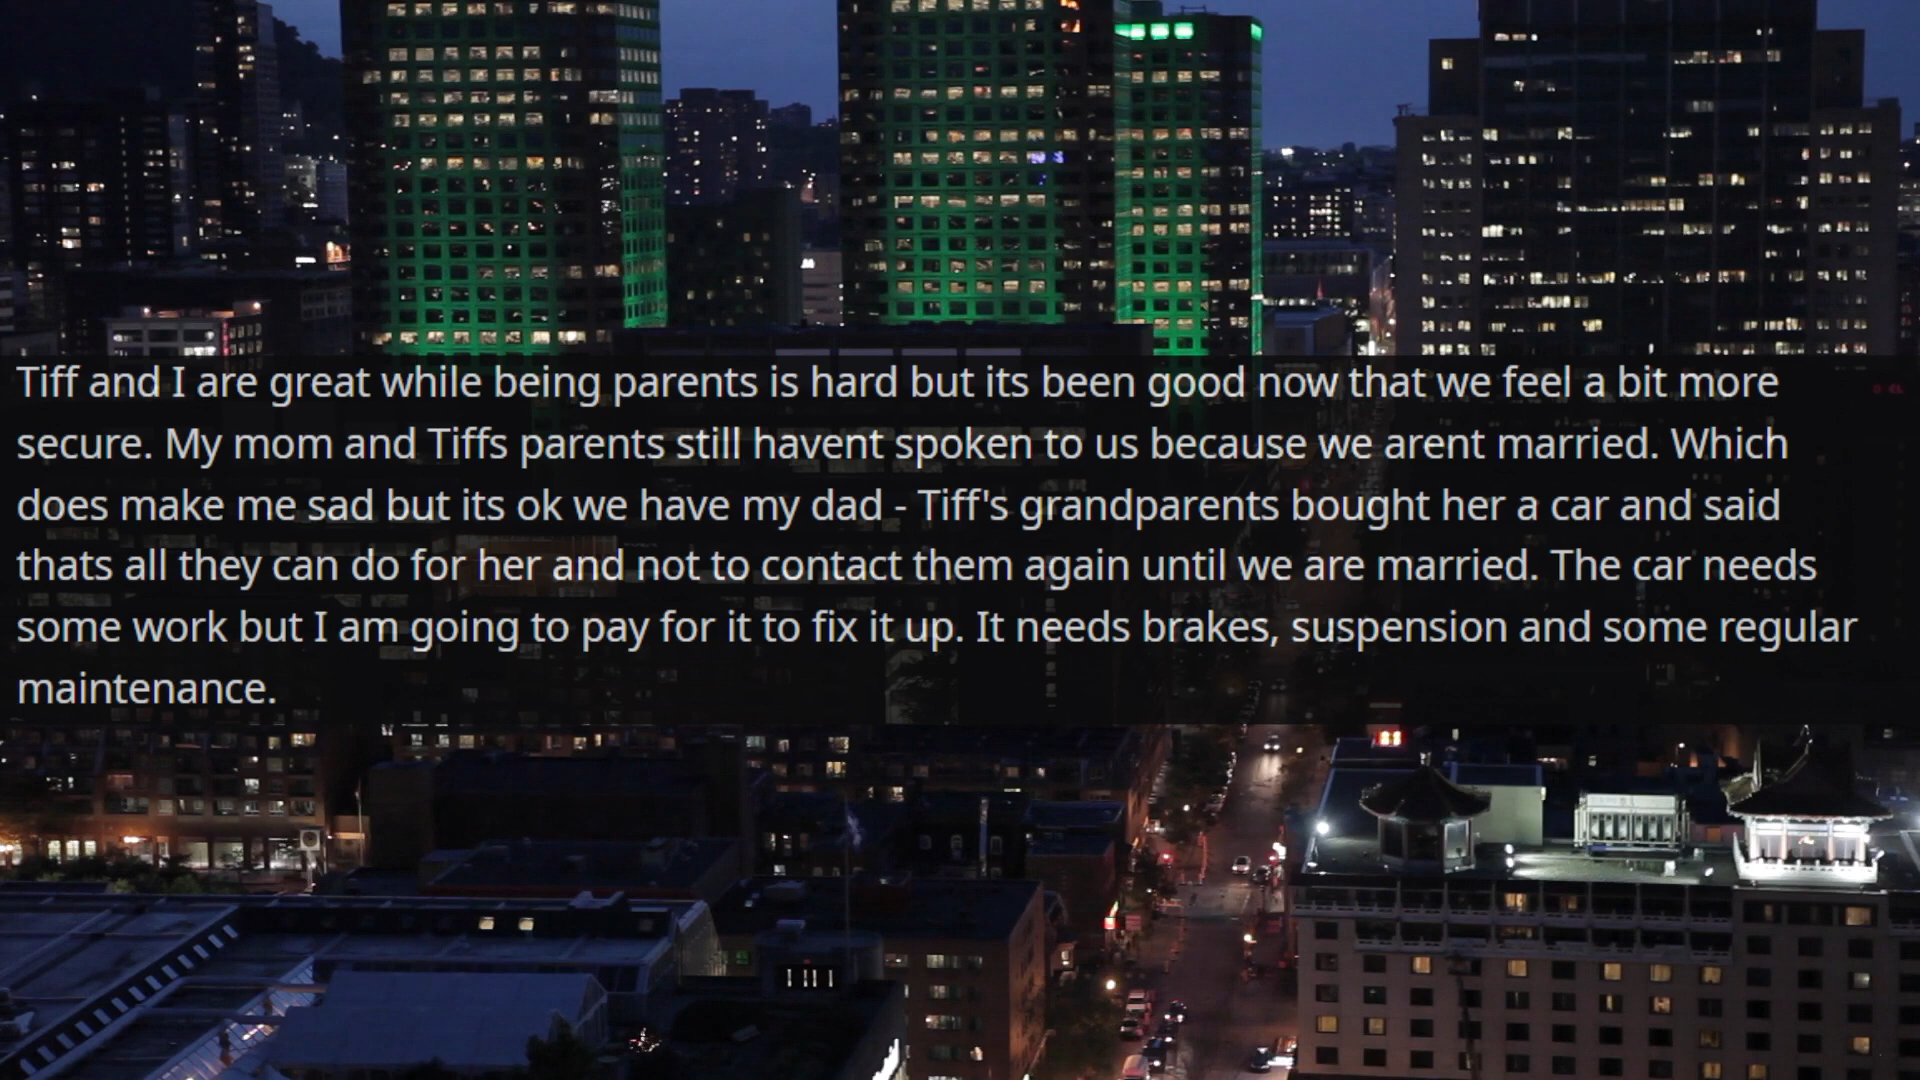 Tiff and I are great while being parents is hard but its been good now that we feel a bit more
secure. My mom and Tiffs parents still havent spoken to us because we arent married. Which
does make me sad but its ok we have my dad - Tiff's grandparents bought her a car and said
thats all they can do for her and not to contact them again until we are married. The car needs
some work but I am going to pay for it to fix it up. It needs brakes, suspension and some regular
maintenance.